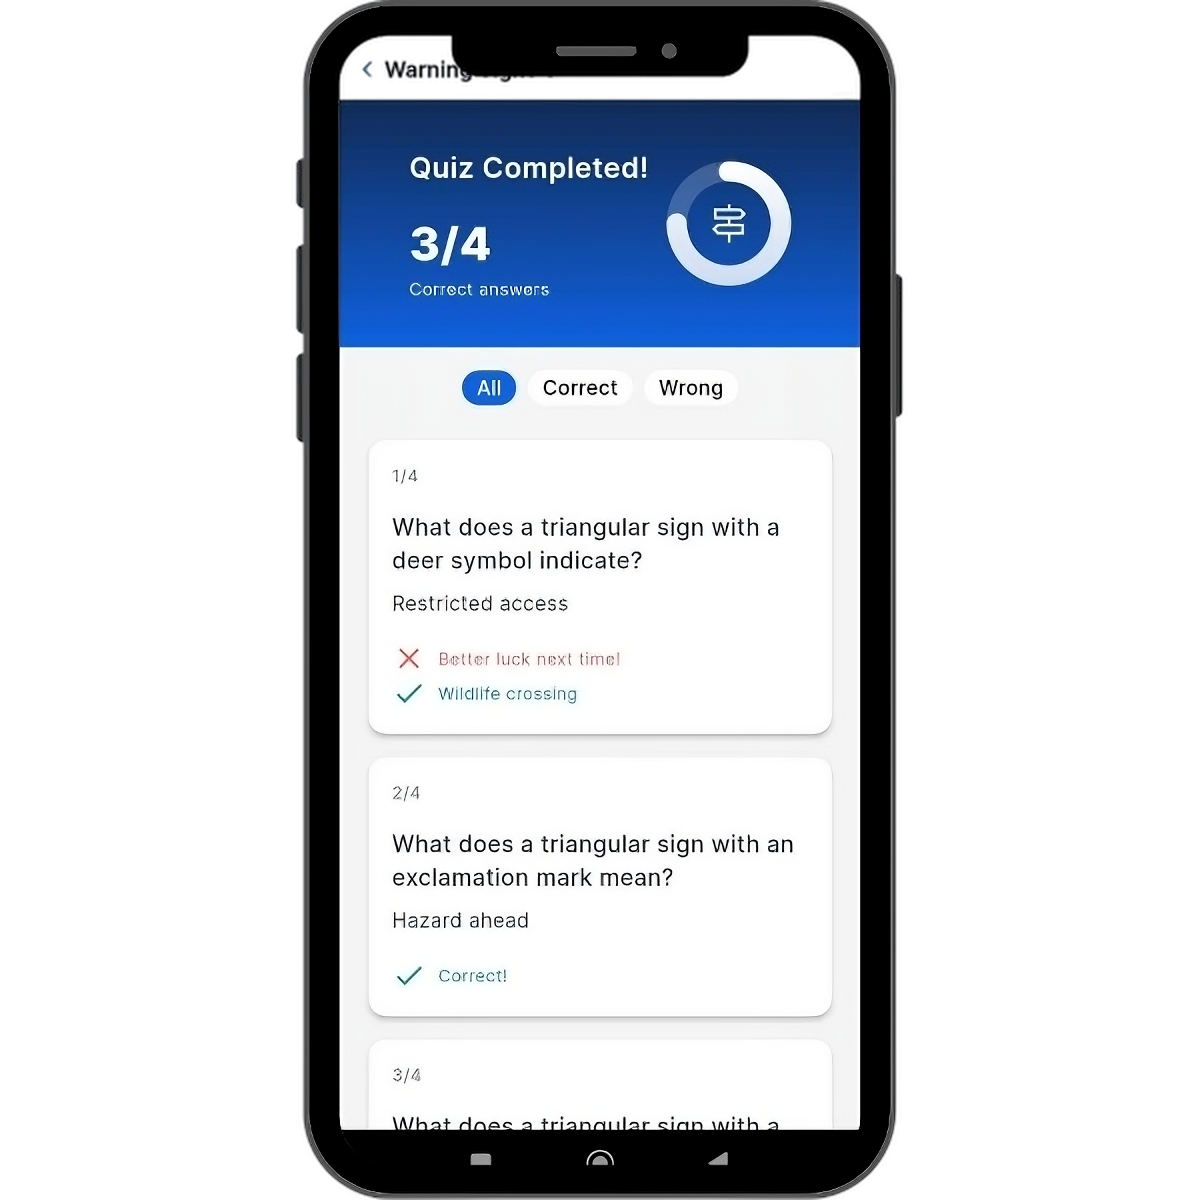 Warning
Quiz Completed!
3/4
Correct answers
All Correct Wrong
1/4
What does a triangular sign with a
deer symbol indicate?
Restricted access
Better luck next time!
Wildlife crossing
2/4
What does a triangular sign with an
exclamation mark mean?
Hazard ahead
Correct!
3/4
What does a triangular sign with a